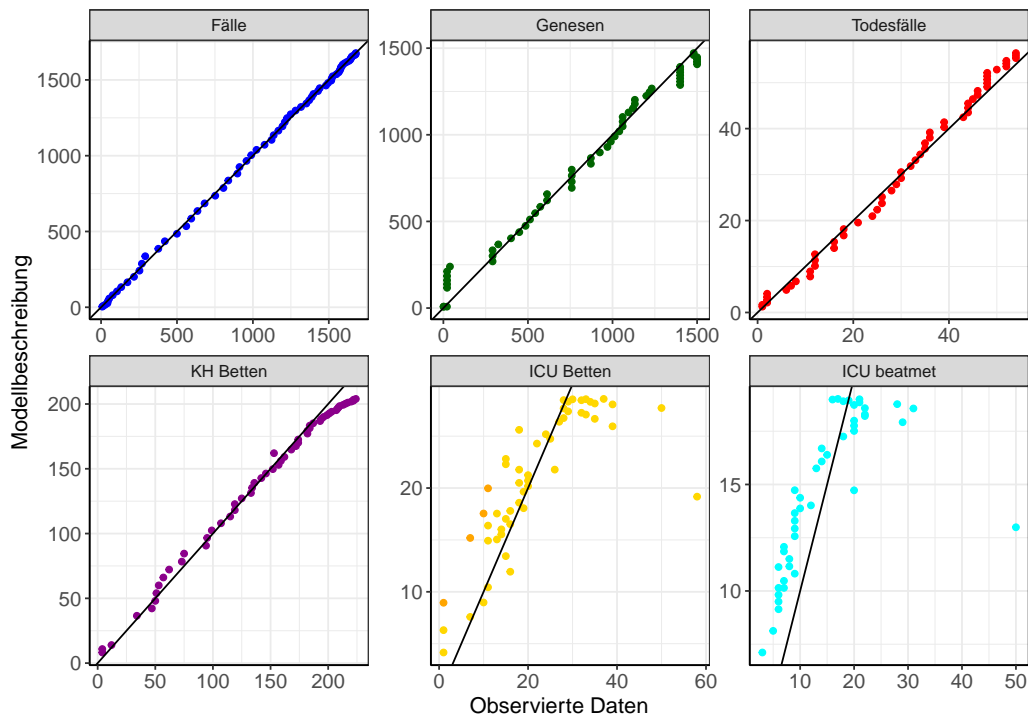 Fälle
Genesen
Todesfälle
1500
1000
500
0
0 500 1000 1500
1500
1000
500
0
0 500 1000 1500
40
20
0
0 20 40
Modellbeschreibung
KH Betten
ICU Betten
ICU beatmet
200
150
100
50
0
0 50 100 150 200
20
10
0 20 40 60
15
10
10 20 30 40 50
Observierte Daten